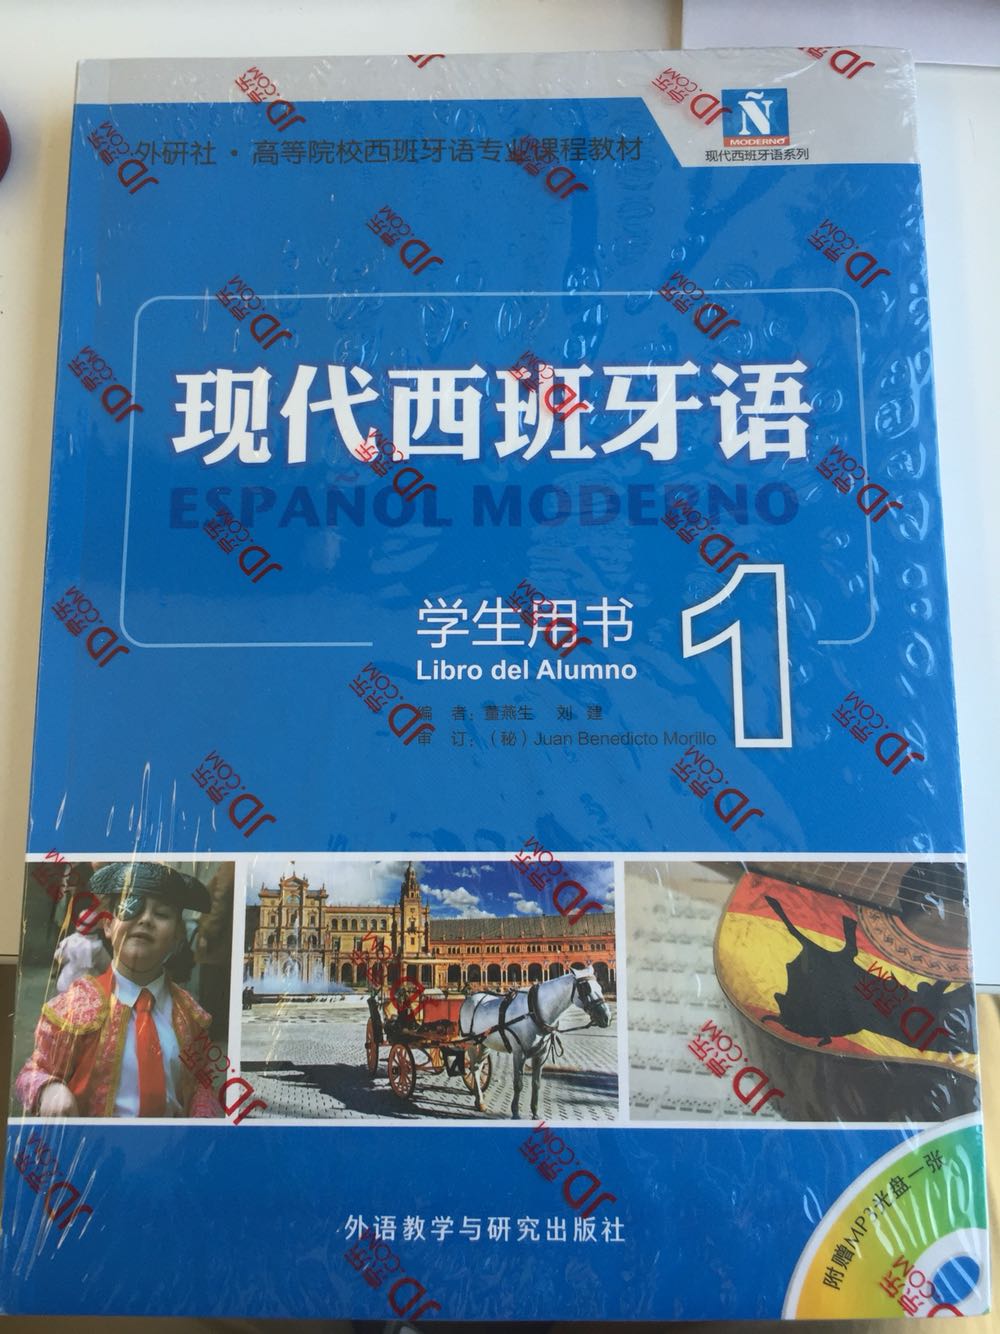 Ñ
MODERNO
现代西班牙语系列
外研社·高等院校西班牙语专业课程教材
现代西班牙语
ESPAÑOL MODERNO
1
学生用书
Libro del Alumno
编 者：董燕生 刘 建
审 订：（秘）Juan Benedicto Morillo
外语教学与研究出版社
附赠MP3光盘一张
JD.COM
京东